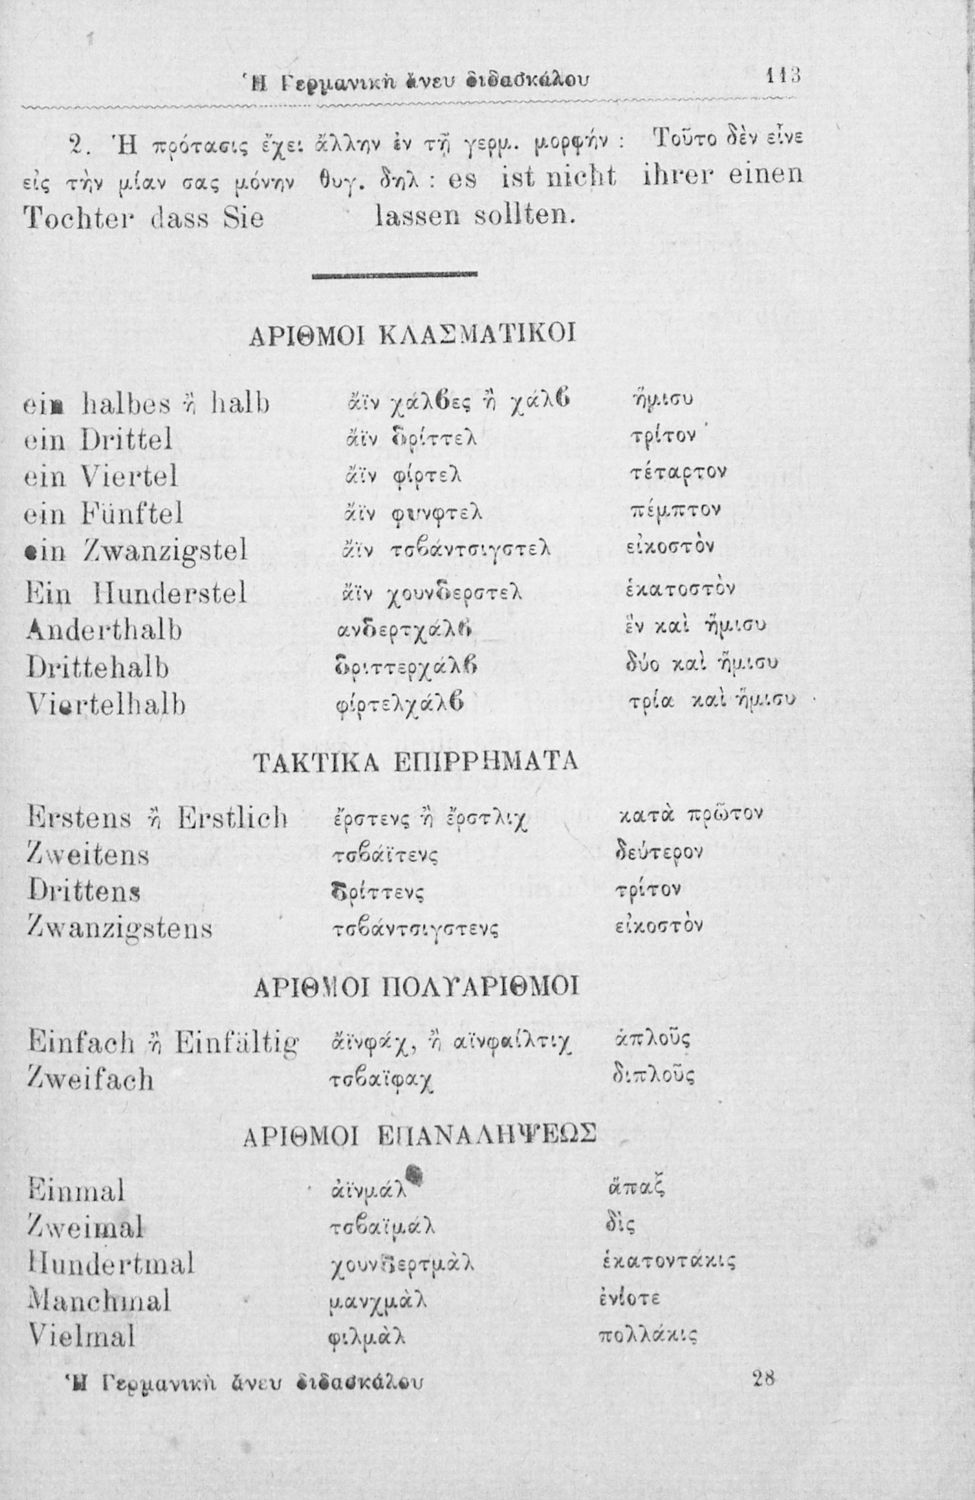 Ἡ Γερμανικὴ ἄνευ διδασκάλου 113
2. Ἡ πρότασις ἔχει ἄλλην ἐν τῇ γερμ. μορφήν : Τοῦτο δὲν εἶνε
εἰς τὴν μίαν σας μόνην θυγ. δηλ : es ist nicht ihrer einen
Tochter dass Sie lassen sollten.
ΑΡΙΘΜΟΙ ΚΛΑΣΜΑΤΙΚΟΙ
ein halbes ἢ halb ἄϊν χάλβες ἢ χάλβ ἥμισυ
ein Drittel ἄϊν δρίττελ τρίτον
ein Viertel ἄϊν φίρτελ τέταρτον
ein Fünftel ἄϊν φυνφτελ πέμπτον
ein Zwanzigstel ἄϊν τσβάντσιγστελ εἰκοστὸν
Ein Hunderstel ἄϊν χουνδερστελ ἑκατοστὸν
Anderthalb ανδερτχάλβ ἓν καὶ ἥμισυ
Drittehalb δριττερχάλβ δύο καὶ ἥμισυ
Viertelhalb φίρτελχάλβ τρία καὶ ἥμισυ
ΤΑΚΤΙΚΑ ΕΠΙΡΡΗΜΑΤΑ
Erstens ἢ Erstlich ἔρστενς ἢ ἔρστλιχ κατὰ πρῶτον
Zweitens τσβάϊτενς δεύτερον
Drittens δρίττενς τρίτον
Zwanzigstens τσβάντσιγστενς εἰκοστὸν
ΑΡΙΘΜΟΙ ΠΟΛΥΑΡΙΘΜΟΙ
Einfach ἢ Einfältig ἄϊνφάχ, ἢ αϊνφαίλτιχ ἁπλοῦς
Zweifach τσβαϊφαχ διπλοῦς
ΑΡΙΘΜΟΙ ΕΠΑΝΑΛΗΨΕΩΣ
Einmal ἀϊνμάλ ἅπαξ
Zweimal τσβαϊμάλ δὶς
Hundertmal χουνδερτμὰλ ἑκατοντάκις
Manchmal μανχμὰλ ἐνίοτε
Vielmal φιλμὰλ πολλάκις
Ἡ Γερμανικὴ ἄνευ διδασκάλου 28